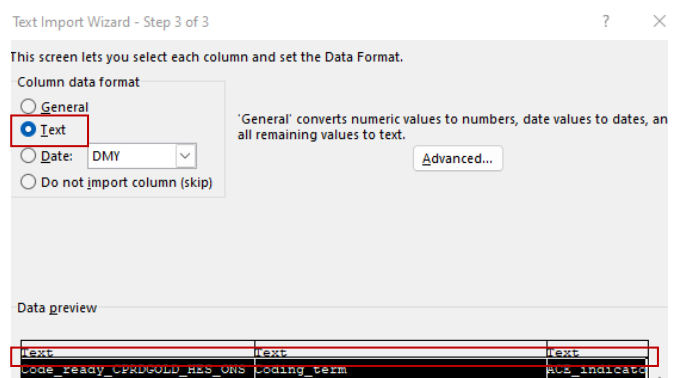 Text Import Wizard - Step 3 of 3 ?
This screen lets you select each column and set the Data Format.
Column data format
General
Text
Date: DMY
Do not import column (skip)
'General' converts numeric values to numbers, date values to dates, an
all remaining values to text.
Advanced...
Data preview
Text Text Text
Code_ready_CPRDGOLD_HES_ONS Coding_term ACE_indicato